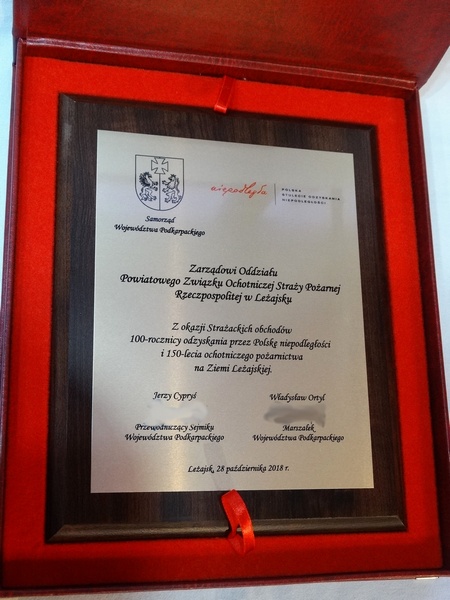 Samorząd
Województwa Podkarpackiego
niepodległa
POLSKA
STULECIE ODZYSKANIA
NIEPODLEGŁOŚCI
Zarządowi Oddziału
Powiatowego Związku Ochotniczej Straży Pożarnej
Rzeczpospolitej w Leżajsku
Z okazji Strażackich obchodów
100-rocznicy odzyskania przez Polskę niepodległości
i 150-lecia ochotniczego pożarnictwa
na Ziemi Leżajskiej.
Jerzy Cypryś
Przewodniczący Sejmiku
Województwa Podkarpackiego
Władysław Ortyl
Marszałek
Województwa Podkarpackiego
Leżajsk, 28 października 2018 r.